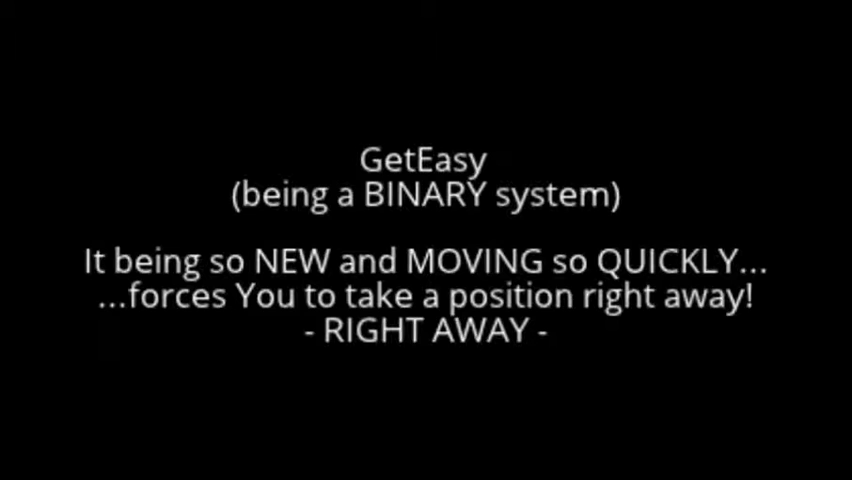 GetEasy
(being a BINARY system)
It being so NEW and MOVING so QUICKLY...
...forces You to take a position right away!
- RIGHT AWAY -